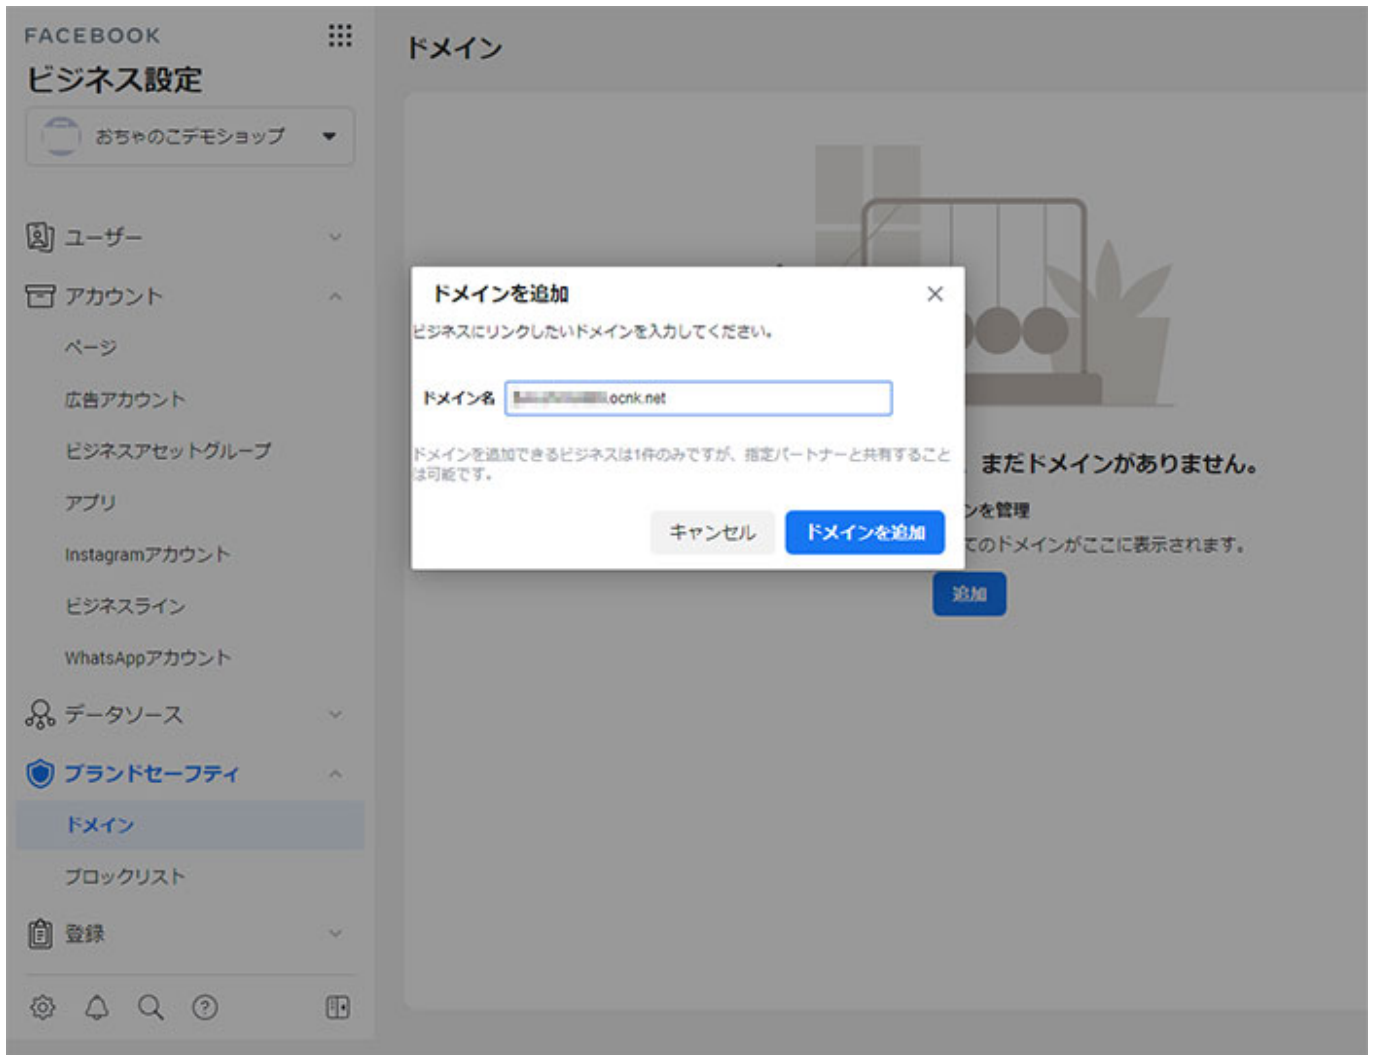 FACEBOOK
ビジネス設定
おちゃのこデモショップ
ユーザー
アカウント
ページ
広告アカウント
ビジネスアセットグループ
アプリ
Instagramアカウント
ビジネスライン
WhatsAppアカウント
データソース
ブランドセーフティ
ドメイン
ブロックリスト
登録
ドメイン
ドメインを追加
ビジネスにリンクしたいドメインを入力してください。
ドメイン名 .ocnk.net
ドメインを追加できるビジネスは1件のみですが、指定パートナーと共有すること
は可能です。
キャンセル ドメインを追加
まだドメインがありません。
ンを管理
てのドメインがここに表示されます。
追加